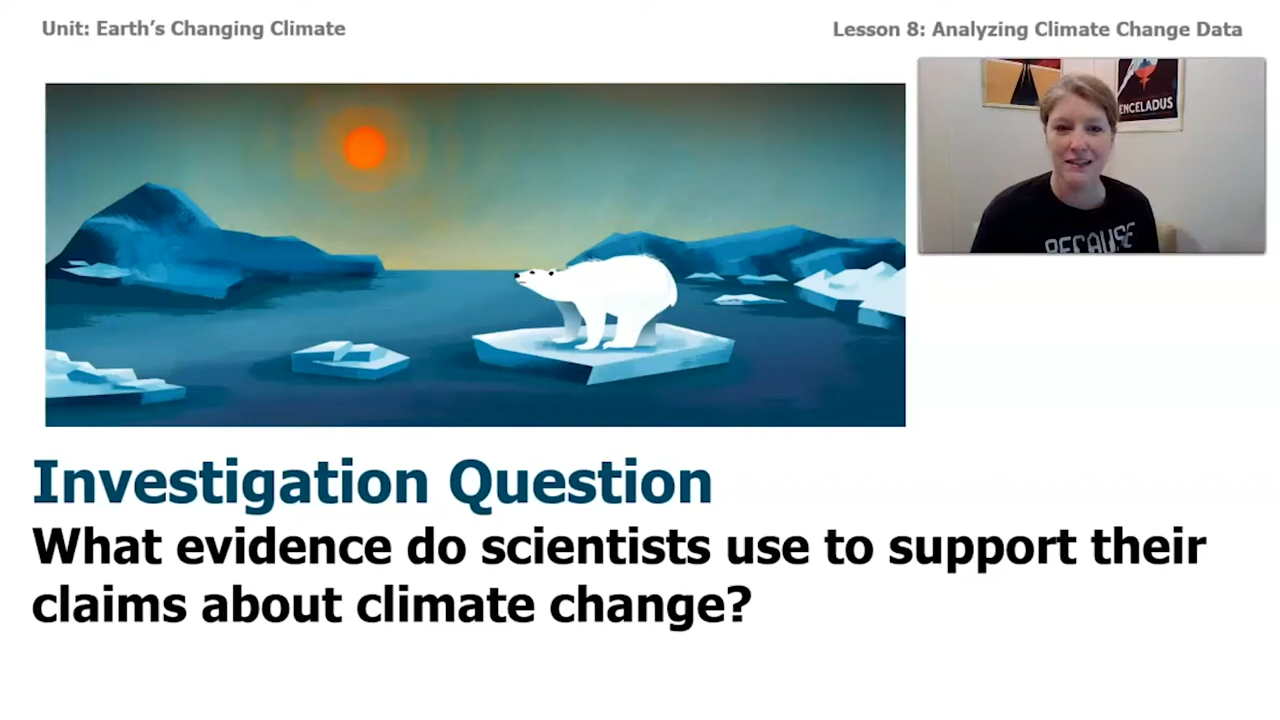 Unit: Earth’s Changing Climate
Lesson 8: Analyzing Climate Change Data
ENCELADUS
BECAUSE
Investigation Question
What evidence do scientists use to support their
claims about climate change?